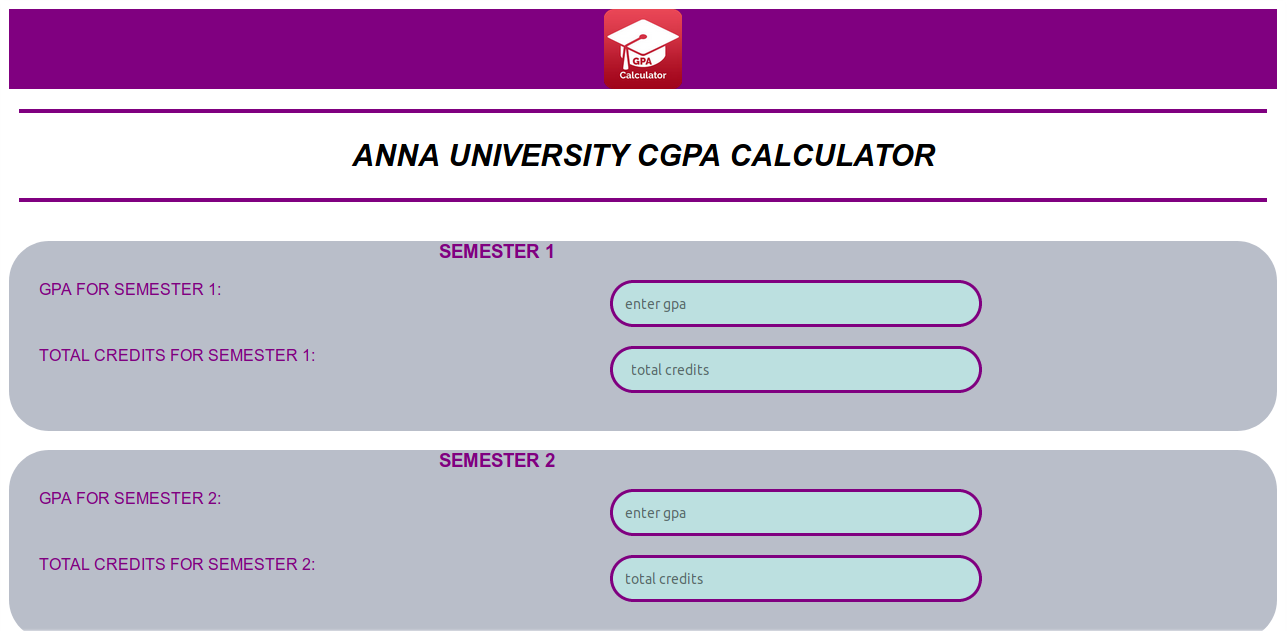 GPA
Calculator
ANNA UNIVERSITY CGPA CALCULATOR
SEMESTER 1
GPA FOR SEMESTER 1:
enter gpa
TOTAL CREDITS FOR SEMESTER 1:
total credits
SEMESTER 2
GPA FOR SEMESTER 2:
enter gpa
TOTAL CREDITS FOR SEMESTER 2:
total credits